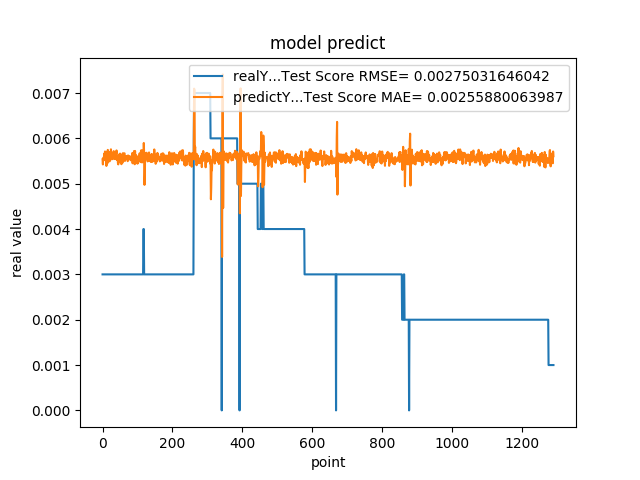 model predict
realY...Test Score RMSE= 0.00275031646042
predictY...Test Score MAE= 0.00255880063987
real value
0.007
0.006
0.005
0.004
0.003
0.002
0.001
0.000
0 200 400 600 800 1000 1200
point